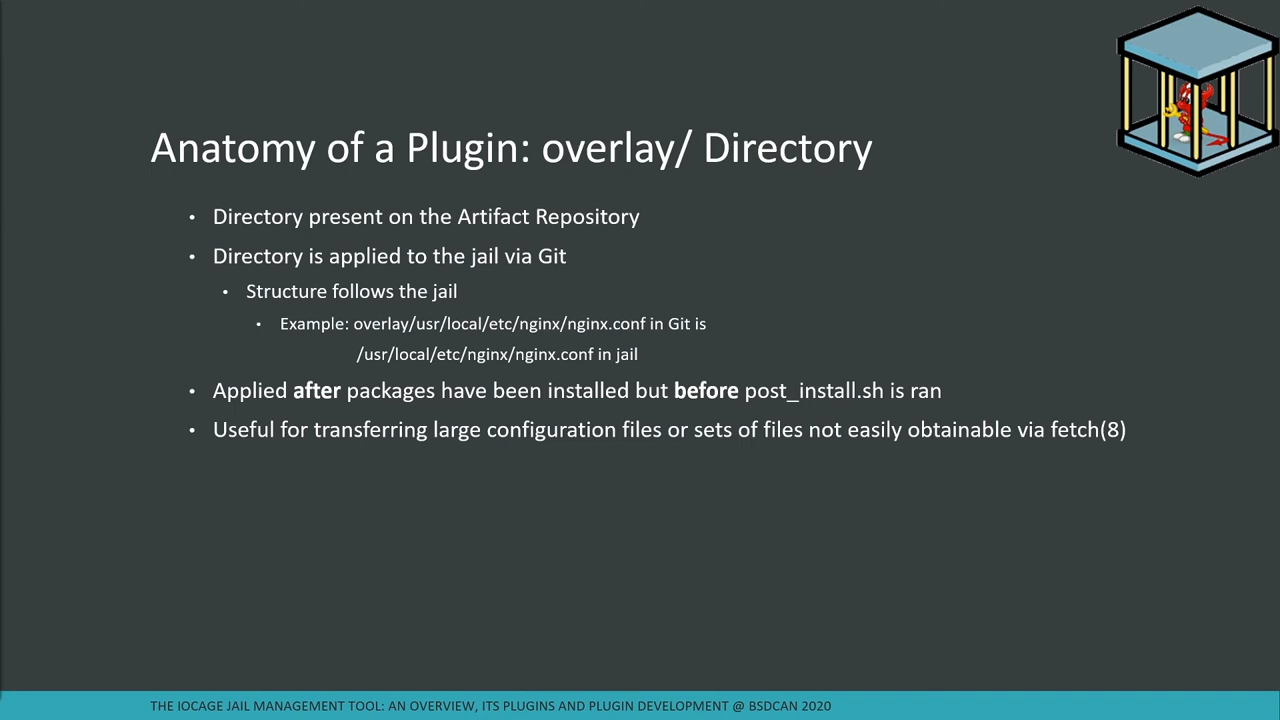 Anatomy of a Plugin: overlay/ Directory
• Directory present on the Artifact Repository
• Directory is applied to the jail via Git
• Structure follows the jail
• Example: overlay/usr/local/etc/nginx/nginx.conf in Git is
/usr/local/etc/nginx/nginx.conf in jail
• Applied after packages have been installed but before post_install.sh is ran
• Useful for transferring large configuration files or sets of files not easily obtainable via fetch(8)
THE IOCAGE JAIL MANAGEMENT TOOL: AN OVERVIEW, ITS PLUGINS AND PLUGIN DEVELOPMENT @ BSDCAN 2020